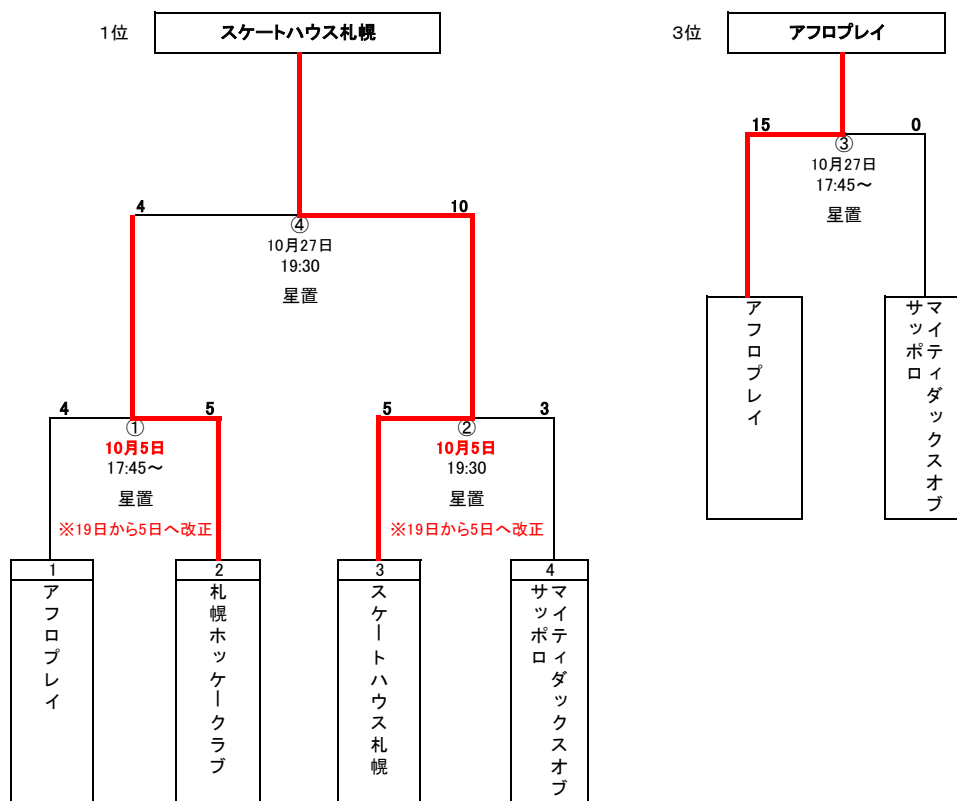 1位
スケートハウス札幌
4
10
④
10月27日
19:30
星置
4
5
①
10月5日
17:45～
星置
※19日から5日へ改正
5
3
②
10月5日
19:30
星置
※19日から5日へ改正
1
アフロプレイ
2
札幌ホッケークラブ
3
スケートハウス札幌
4
マイティダックスオブ
サッポロ
3位
アフロプレイ
15
0
③
10月27日
17:45～
星置
アフロプレイ
マイティダックスオブ
サッポロ